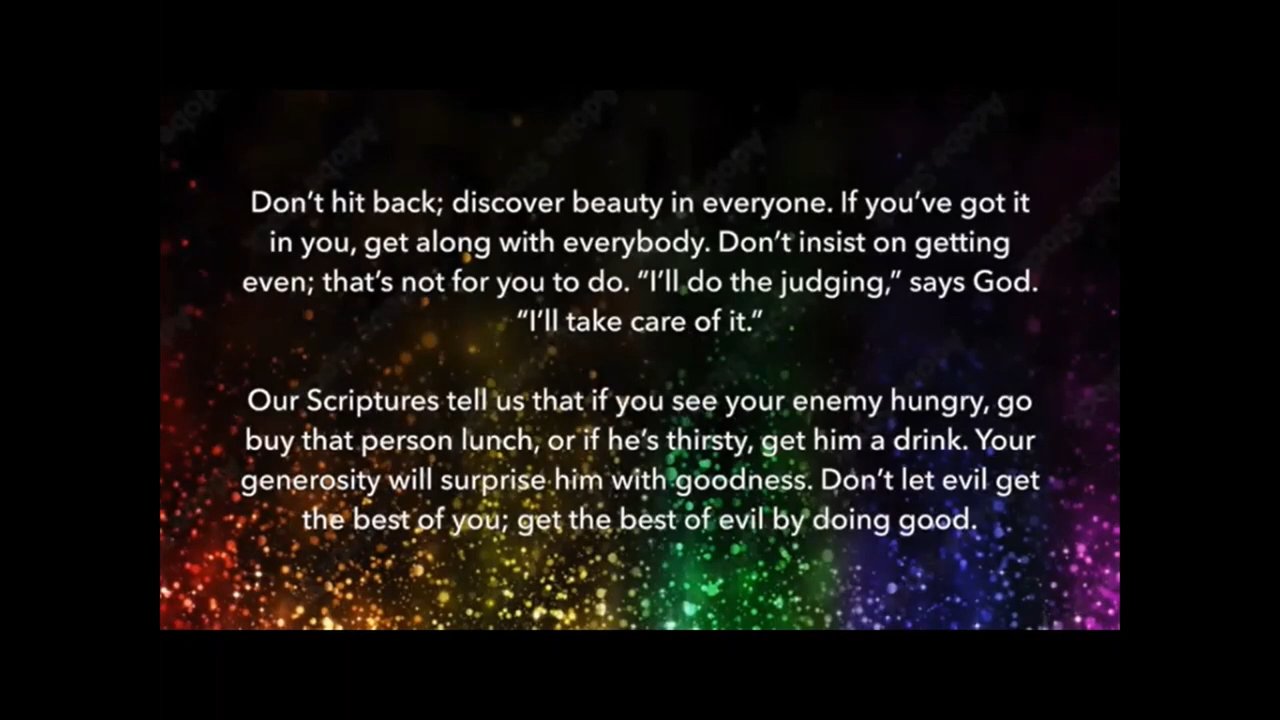 Don’t hit back; discover beauty in everyone. If you’ve got it
in you, get along with everybody. Don’t insist on getting
even; that’s not for you to do. “I’ll do the judging,” says God.
“I’ll take care of it.”
Our Scriptures tell us that if you see your enemy hungry, go
buy that person lunch, or if he’s thirsty, get him a drink. Your
generosity will surprise him with goodness. Don’t let evil get
the best of you; get the best of evil by doing good.